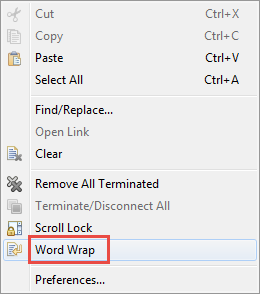 Cut Ctrl+X
Copy Ctrl+C
Paste Ctrl+V
Select All Ctrl+A
Find/Replace...
Open Link
Clear
Remove All Terminated
Terminate/Disconnect All
Scroll Lock
Word Wrap
Preferences...